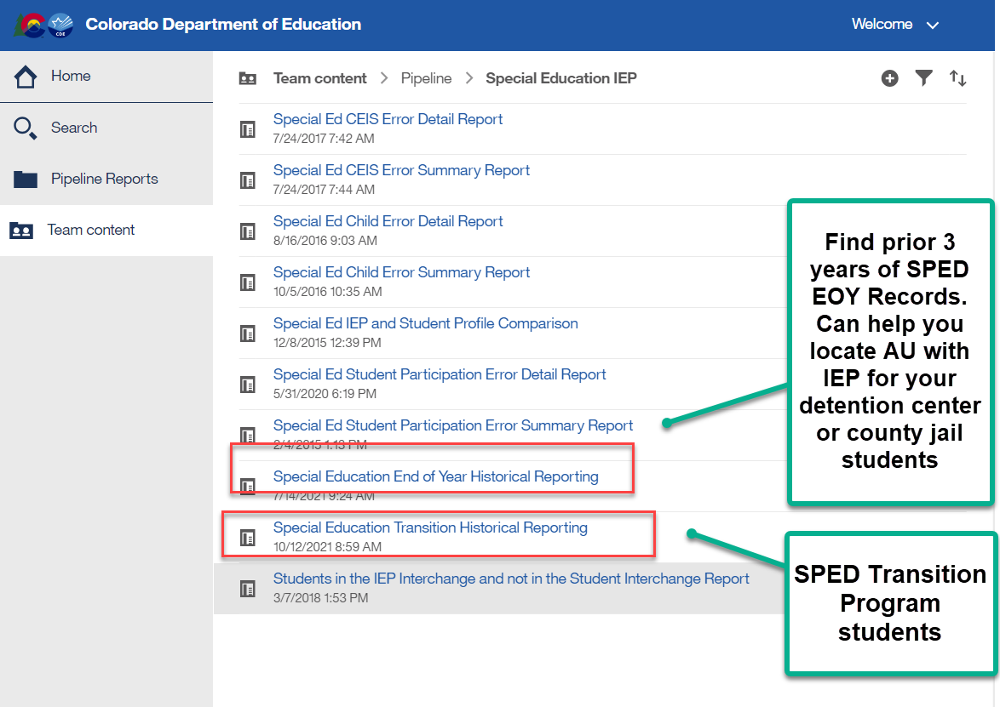 CDE
Colorado Department of Education
Welcome
Home
Search
Pipeline Reports
Team content
Team content > Pipeline > Special Education IEP
Special Ed CEIS Error Detail Report
7/24/2017 7:42 AM
Special Ed CEIS Error Summary Report
7/24/2017 7:44 AM
Special Ed Child Error Detail Report
8/16/2016 9:03 AM
Special Ed Child Error Summary Report
10/5/2016 10:35 AM
Special Ed IEP and Student Profile Comparison
12/8/2015 12:39 PM
Special Ed Student Participation Error Detail Report
5/31/2020 6:19 PM
Special Ed Student Participation Error Summary Report
2/4/2015 1:13 PM
Special Education End of Year Historical Reporting
7/14/2021 9:24 AM
Special Education Transition Historical Reporting
10/12/2021 8:59 AM
Students in the IEP Interchange and not in the Student Interchange Report
3/7/2018 1:53 PM
Find prior 3
years of SPED
EOY Records.
Can help you
locate AU with
IEP for your
detention center
or county jail
students
SPED Transition
Program
students